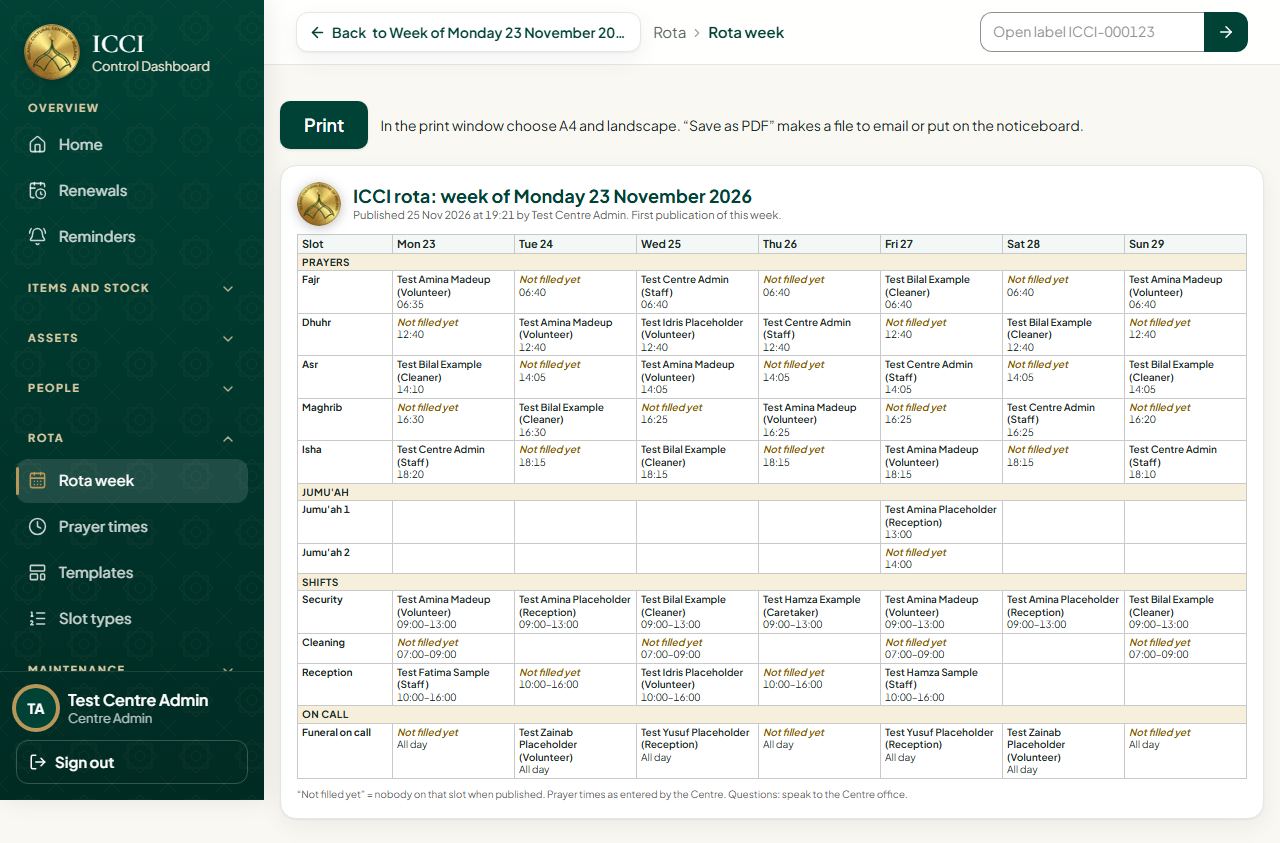 ICCI
Control Dashboard
OVERVIEW
Home
Renewals
Reminders
ITEMS AND STOCK
ASSETS
PEOPLE
ROTA
Rota week
Prayer times
Templates
Slot types
MAINTENANCE
TA
Test Centre Admin
Centre Admin
Sign out
Back to Week of Monday 23 November 20...
Rota > Rota week
Open label ICCI-000123
Print
In the print window choose A4 and landscape. “Save as PDF” makes a file to email or put on the noticeboard.
ICCI rota: week of Monday 23 November 2026
Published 25 Nov 2026 at 19:21 by Test Centre Admin. First publication of this week.
Slot Mon 23 Tue 24 Wed 25 Thu 26 Fri 27 Sat 28 Sun 29
PRAYERS
Fajr Test Amina Madeup Not filled yet Test Centre Admin Not filled yet Test Bilal Example Not filled yet Test Amina Madeup
(Volunteer) 06:40 (Staff) 06:40 (Cleaner) 06:40 (Volunteer)
06:35 06:40 06:40 06:40
Dhuhr Not filled yet Test Amina Madeup Test Idris Placeholder Test Centre Admin Not filled yet Test Bilal Example Not filled yet
12:40 (Volunteer) (Volunteer) (Staff) 12:40 (Cleaner) 12:40
12:40 12:40 12:40 12:40
Asr Test Bilal Example Not filled yet Test Amina Madeup Not filled yet Test Centre Admin Not filled yet Test Bilal Example
(Cleaner) 14:05 (Volunteer) 14:05 (Staff) 14:05 (Cleaner)
14:10 14:05 14:05 14:05
Maghrib Not filled yet Test Bilal Example Not filled yet Test Amina Madeup Not filled yet Test Centre Admin Not filled yet
16:30 (Cleaner) 16:25 (Volunteer) 16:25 (Staff) 16:20
16:30 16:25 16:25
Isha Test Centre Admin Not filled yet Test Bilal Example Not filled yet Test Amina Madeup Not filled yet Test Centre Admin
(Staff) 18:15 (Cleaner) 18:15 (Volunteer) 18:15 (Staff)
18:20 18:15 18:15 18:10
JUMU'AH
Jumu'ah 1 Test Amina Placeholder
(Reception)
13:00
Jumu'ah 2 Not filled yet
14:00
SHIFTS
Security Test Amina Madeup Test Amina Placeholder Test Bilal Example Test Hamza Example Test Amina Madeup Test Amina Placeholder Test Bilal Example
(Volunteer) (Reception) (Cleaner) (Caretaker) (Volunteer) (Reception) (Cleaner)
09:00–13:00 09:00–13:00 09:00–13:00 09:00–13:00 09:00–13:00 09:00–13:00 09:00–13:00
Cleaning Not filled yet Not filled yet Not filled yet Not filled yet
07:00–09:00 07:00–09:00 07:00–09:00 07:00–09:00
Reception Test Fatima Sample Not filled yet Test Idris Placeholder Not filled yet Test Hamza Sample
(Staff) 10:00–16:00 (Volunteer) 10:00–16:00 (Staff)
10:00–16:00 10:00–16:00 10:00–16:00
ON CALL
Funeral on call Not filled yet Test Zainab Test Yusuf Placeholder Not filled yet Test Yusuf Placeholder Test Zainab Not filled yet
All day Placeholder (Reception) All day (Reception) Placeholder All day
(Volunteer) All day All day (Volunteer)
All day All day
“Not filled yet” = nobody on that slot when published. Prayer times as entered by the Centre. Questions: speak to the Centre office.